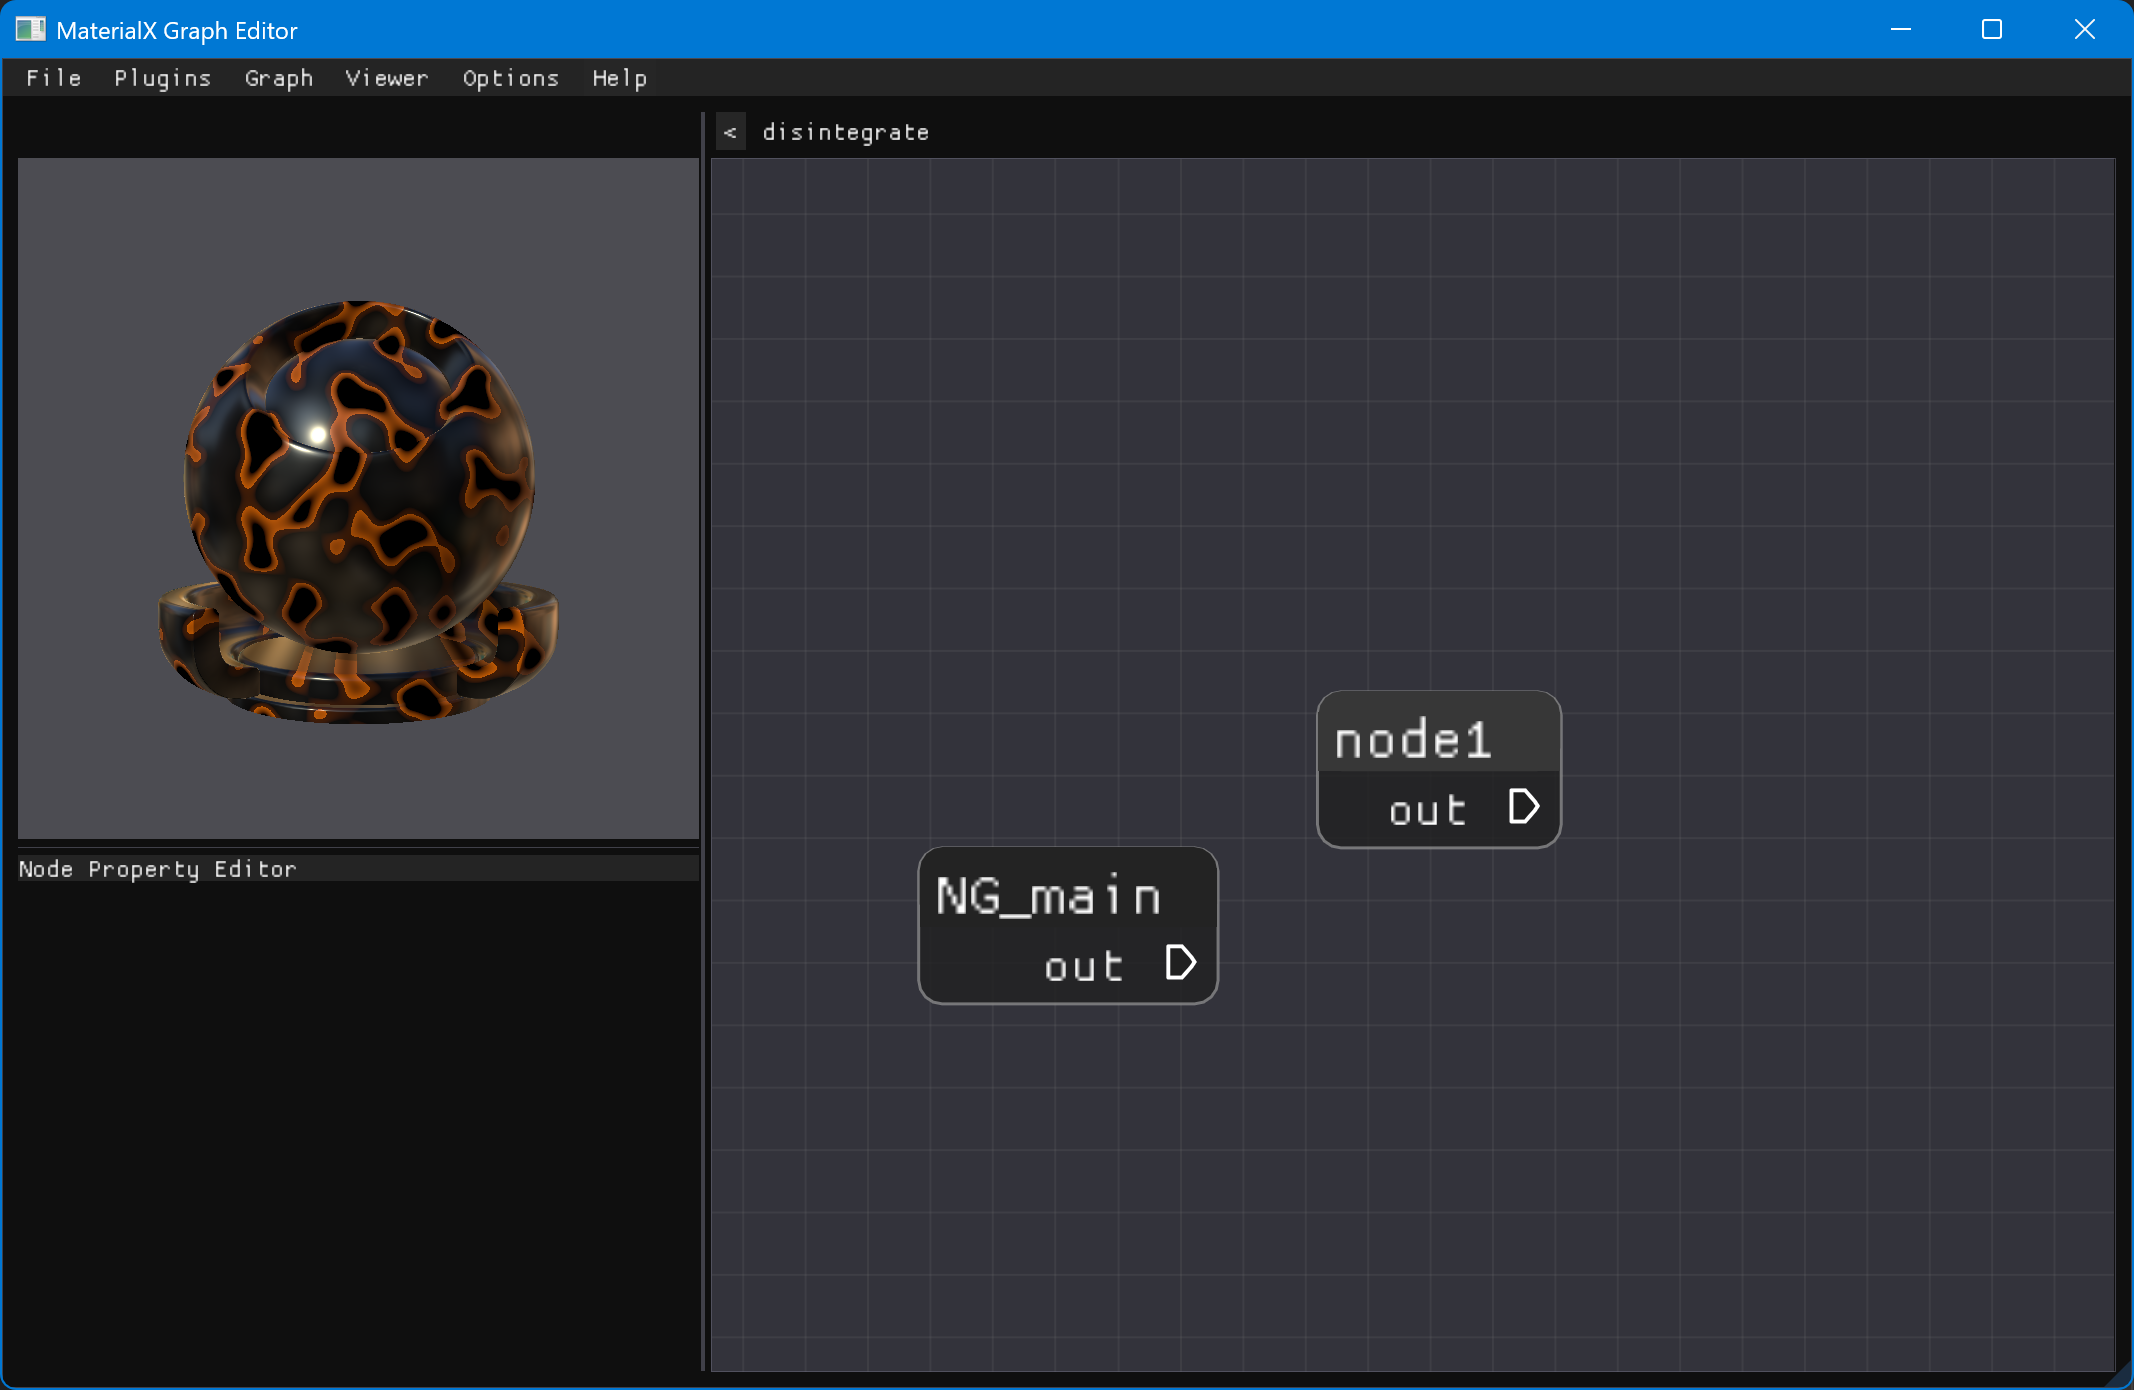 MaterialX Graph Editor
File Plugins Graph Viewer Options Help
< disintegrate
node1
out
NG_main
out
Node Property Editor